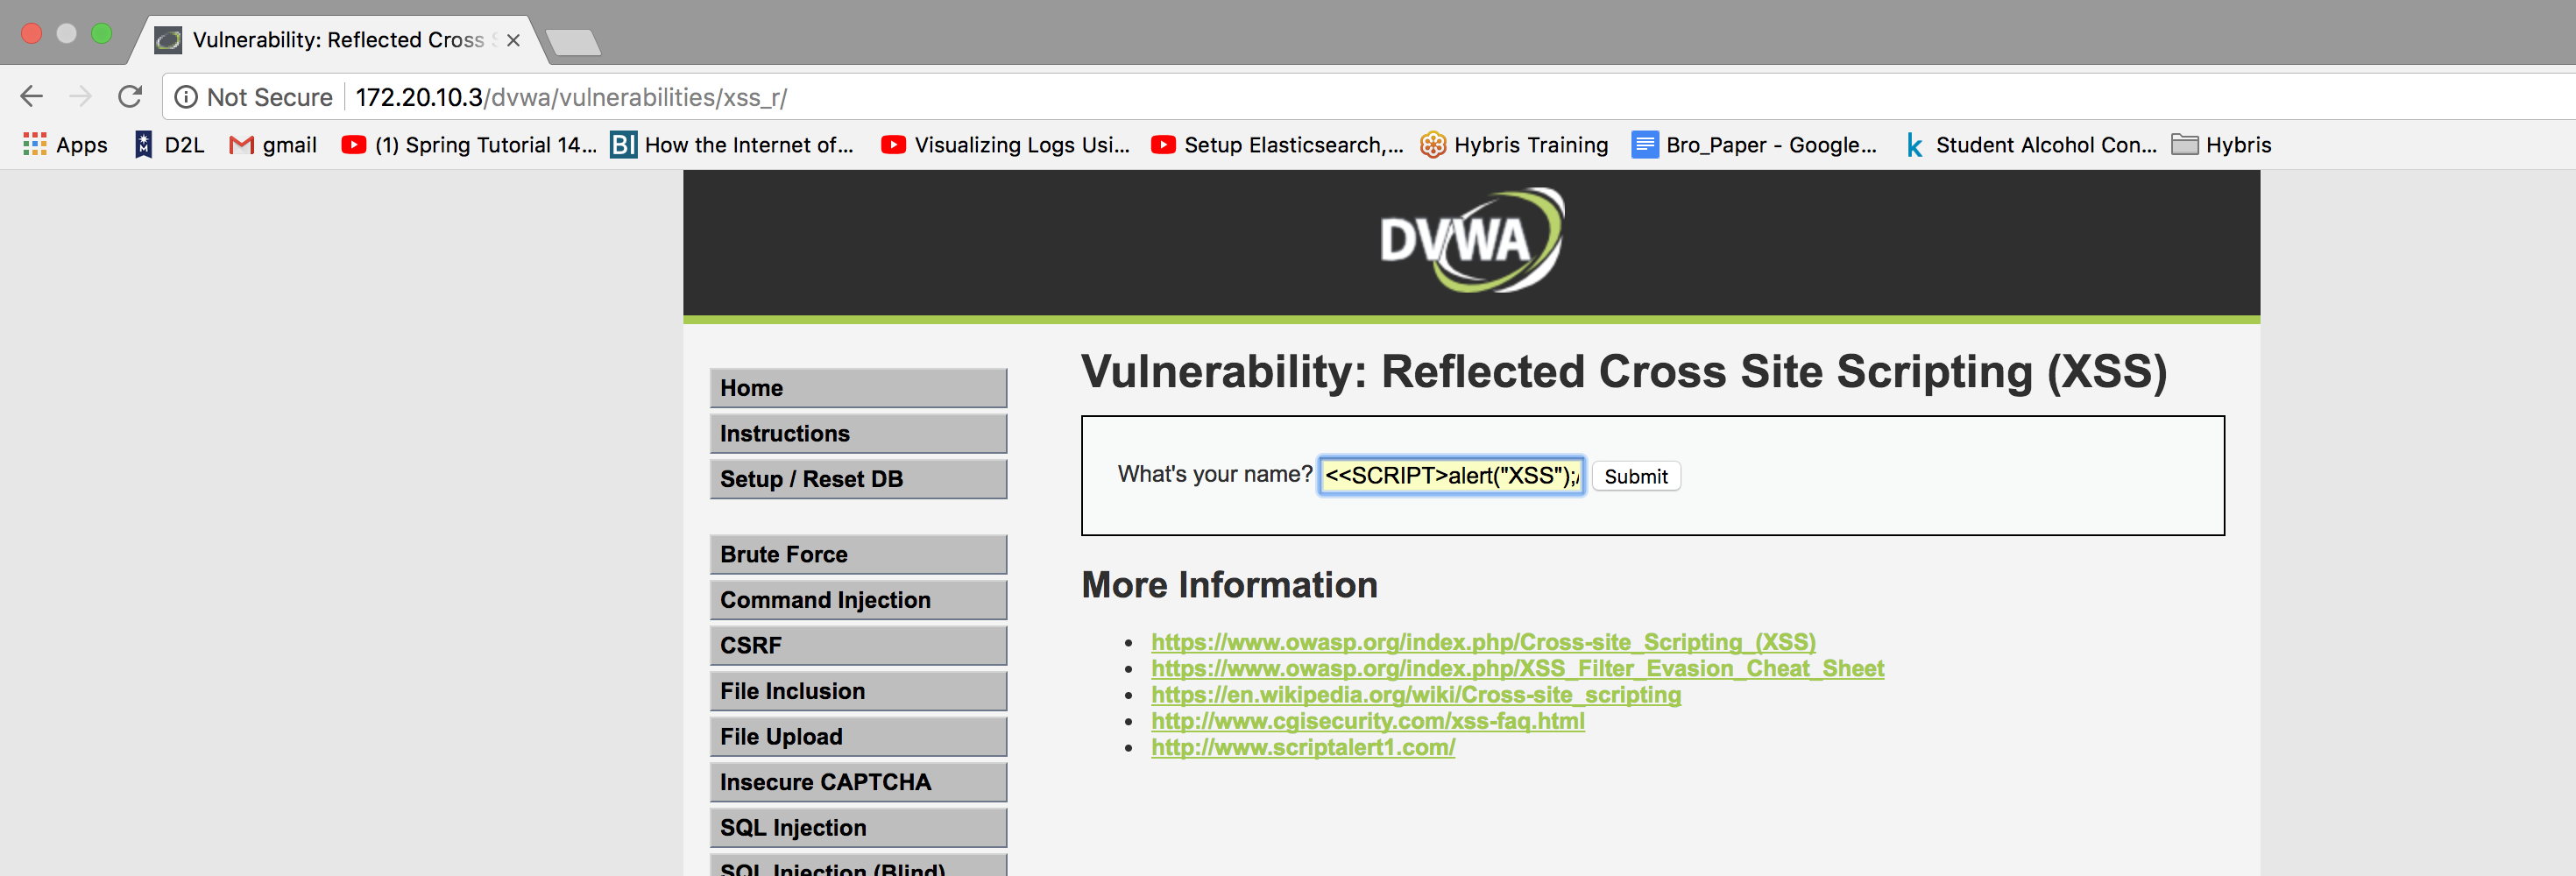 Vulnerability: Reflected Cross
Not Secure 172.20.10.3/dvwa/vulnerabilities/xss_r/
Apps D2L gmail (1) Spring Tutorial 14... BI How the Internet of... Visualizing Logs Usi... Setup Elasticsearch,... Hybris Training Bro_Paper - Google... k Student Alcohol Con... Hybris
DVWA
Vulnerability: Reflected Cross Site Scripting (XSS)
What's your name? <<SCRIPT>alert("XSS");/ Submit
More Information
https://www.owasp.org/index.php/Cross-site_Scripting_(XSS)
https://www.owasp.org/index.php/XSS_Filter_Evasion_Cheat_Sheet
https://en.wikipedia.org/wiki/Cross-site_scripting
http://www.cgisecurity.com/xss-faq.html
http://www.scriptalert1.com/
Home
Instructions
Setup / Reset DB
Brute Force
Command Injection
CSRF
File Inclusion
File Upload
Insecure CAPTCHA
SQL Injection
SQL Injection (Blind)